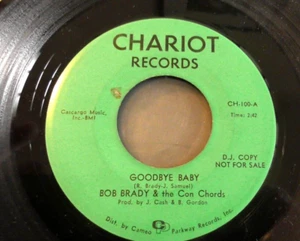 CHARIOT
RECORDS
Concargo Music,
Inc.-BMI
CH-100-A
Time: 2:42
D.J. COPY
NOT FOR SALE
GOODBYE BABY
(R. Brady-J. Samuel)
BOB BRADY & the Con Chords
Prod. by J. Cash & B. Gordon
Dist. by Cameo Parkway Records, Inc.